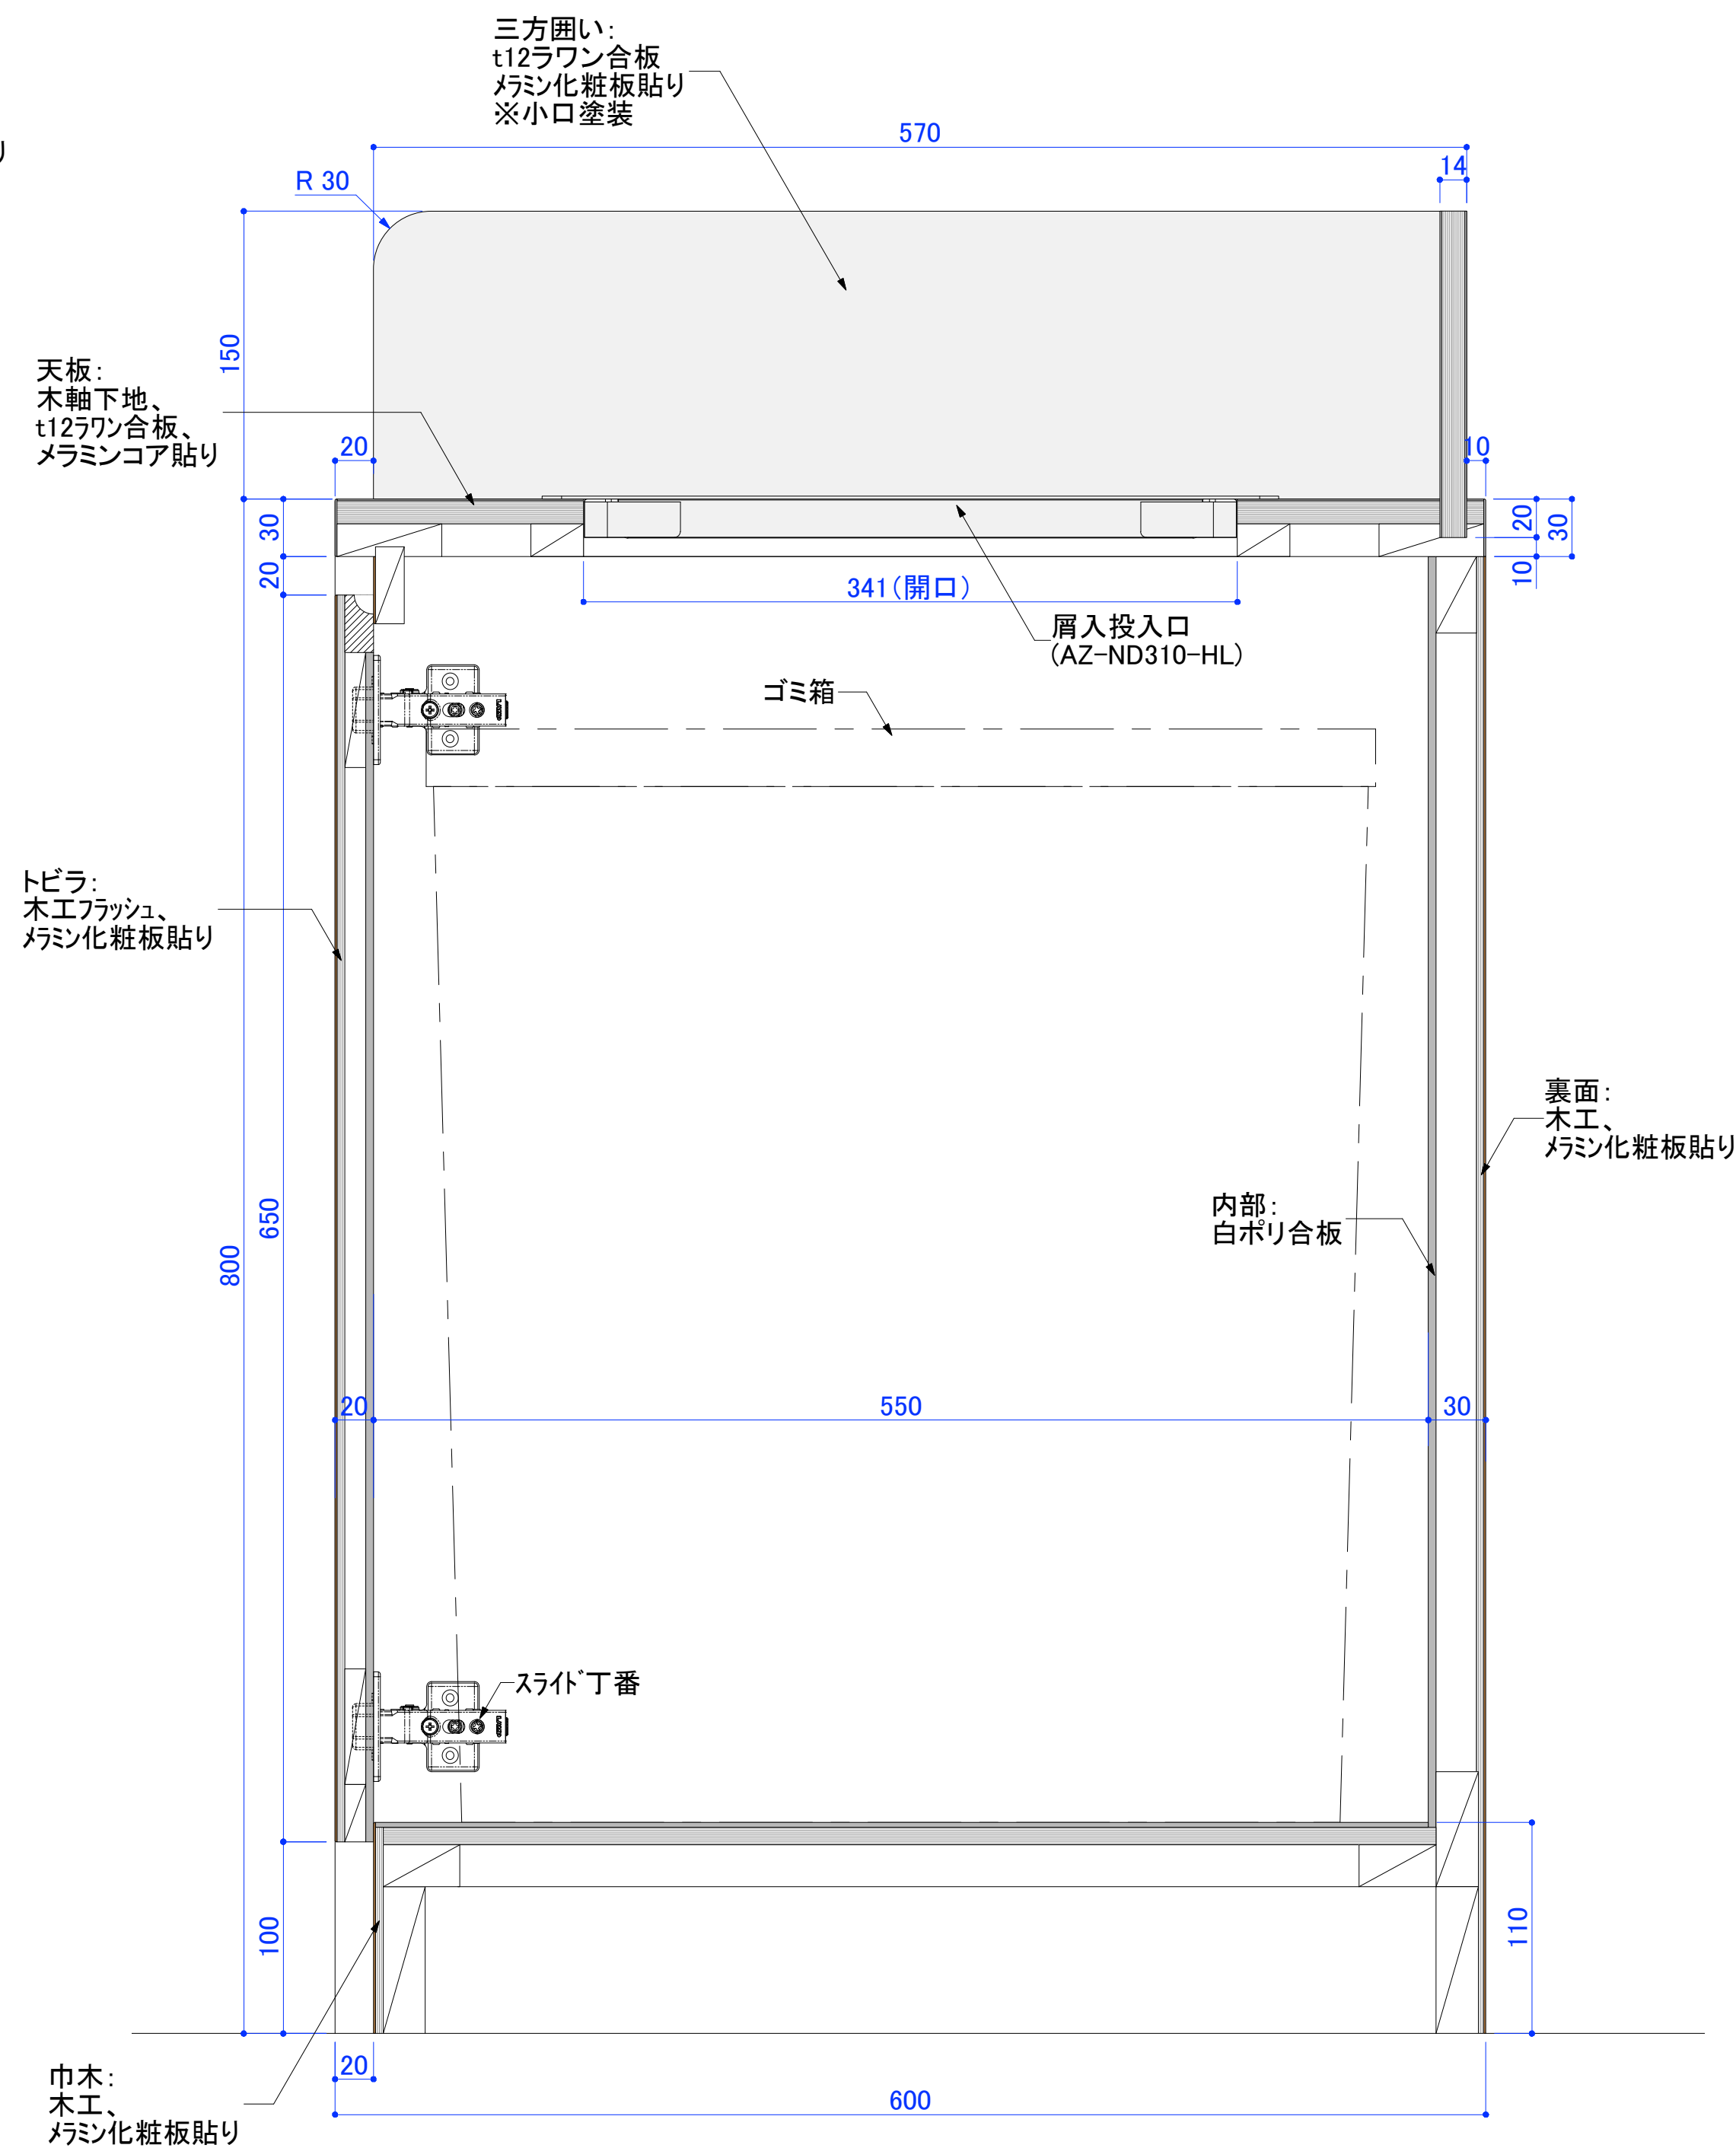 三方囲い:
t12ラワン合板
メラミン化粧板貼り
※小口塗装
り
570
14
R 30
150
天板:
木軸下地、
t12ラワン合板、
メラミンコア貼り
20
10
30
20
30
20
10
341(開口)
屑入投入口
(AZ-ND310-HL)
ゴミ箱
トビラ:
木工フラッシュ、
メラミン化粧板貼り
裏面:
木工、
メラミン化粧板貼り
内部:
白ポリ合板
650
800
20
550
30
スライド丁番
100
110
巾木:
木工、
メラミン化粧板貼り
20
600